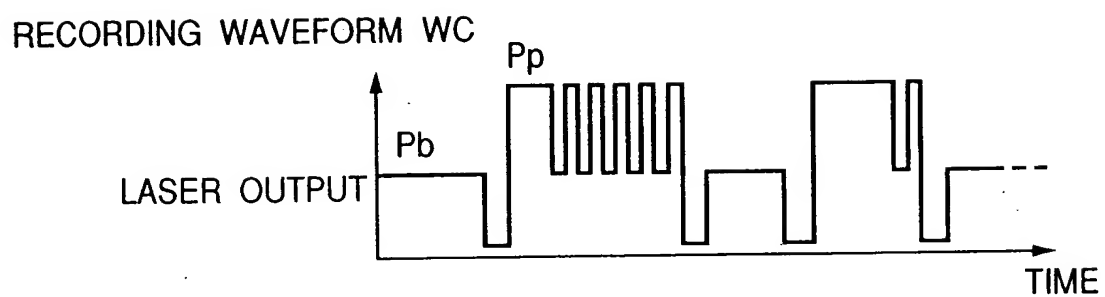 RECORDING WAVEFORM WC
Pp
Pb
LASER OUTPUT
TIME